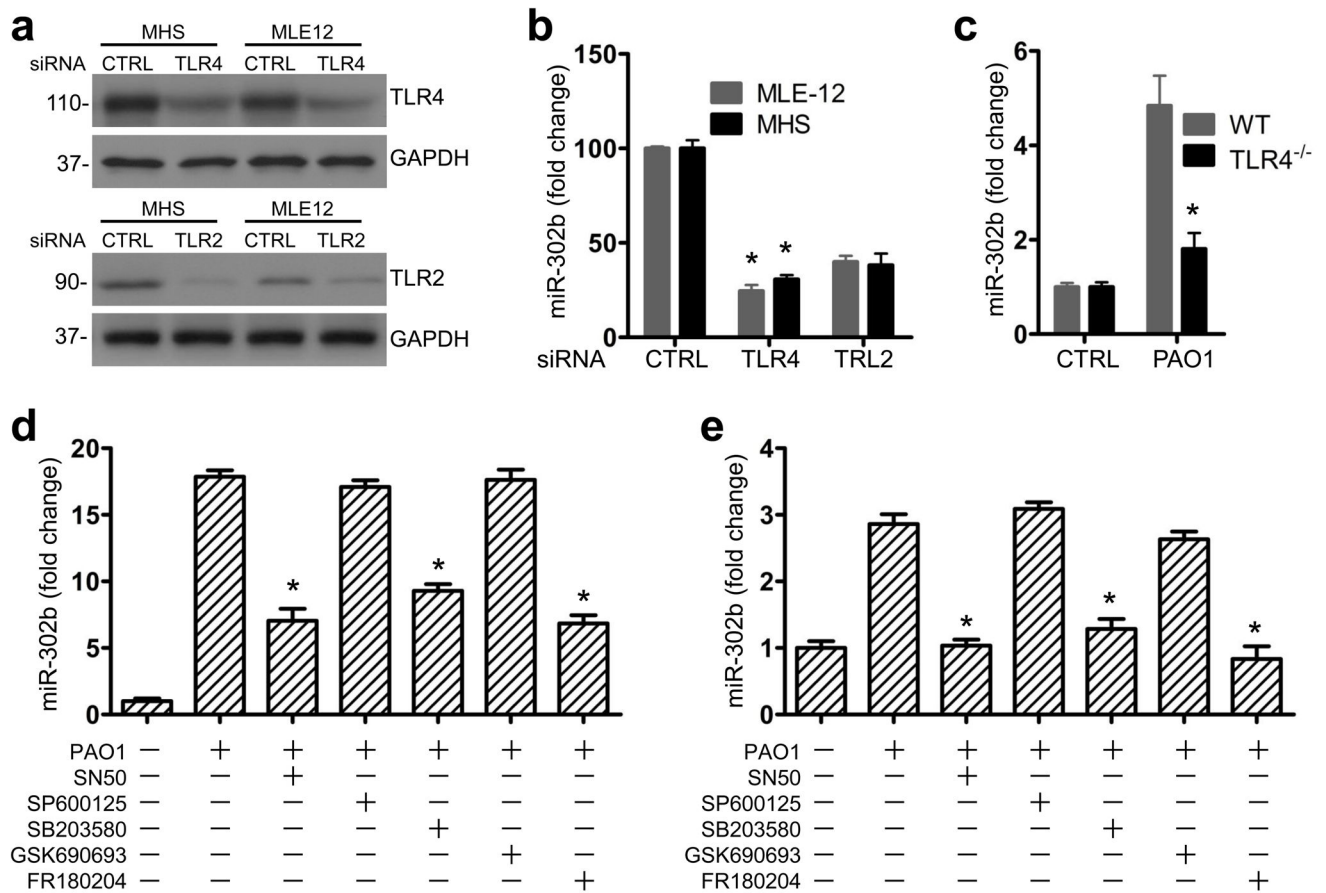 a
MHS MLE12
siRNA CTRL TLR4 CTRL TLR4
110- TLR4
37- GAPDH
MHS MLE12
siRNA CTRL TLR2 CTRL TLR2
90- TLR2
37- GAPDH
b
miR-302b (fold change)
150
100
50
0
MLE-12
MHS
* *
siRNA CTRL TLR4 TRL2
c
miR-302b (fold change)
6
4
2
0
WT
TLR4-/-
*
CTRL PAO1
d
miR-302b (fold change)
20
15
10
5
0
* * *
PAO1 — + + + + + +
SN50 — — + — — — —
SP600125 — — — + — — —
SB203580 — — — — + — —
GSK690693 — — — — — + —
FR180204 — — — — — — +
e
miR-302b (fold change)
4
3
2
1
0
* * *
PAO1 — + + + + + +
SN50 — — + — — — —
SP600125 — — — + — — —
SB203580 — — — — + — —
GSK690693 — — — — — + —
FR180204 — — — — — — +